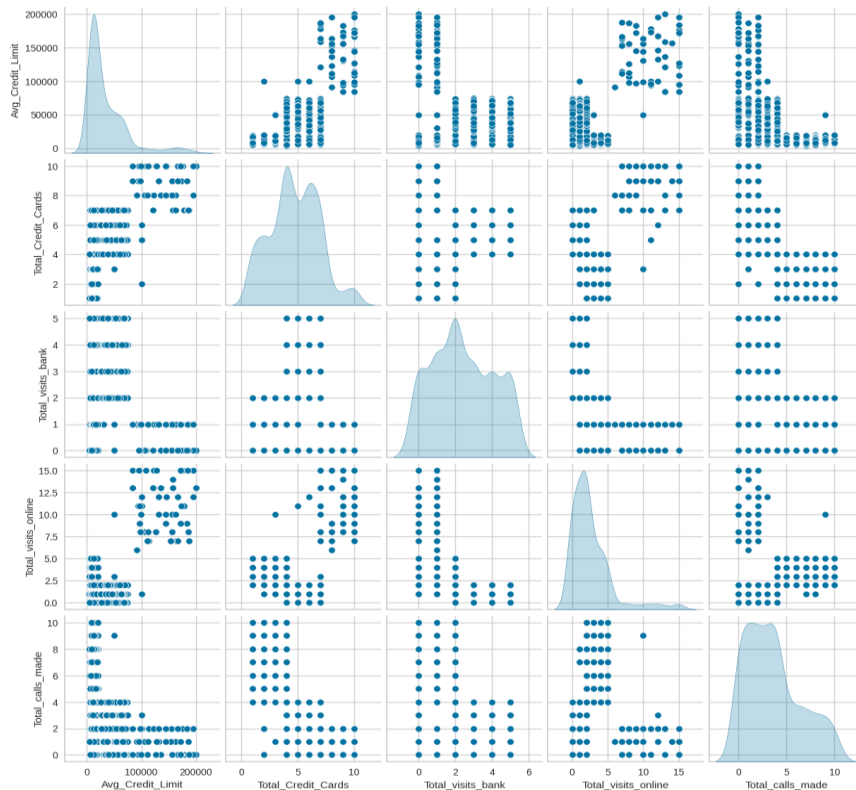 200000
150000
100000
50000
0
Avg_Credit_Limit
10
8
6
4
2
Total_Credit_Cards
5
4
3
2
1
0
Total_visits_bank
15.0
12.5
10.0
7.5
5.0
2.5
0.0
Total_visits_online
10
8
6
4
2
0
Total_calls_made
0 100000 200000
Avg_Credit_Limit
0 5 10
Total_Credit_Cards
0 2 4 6
Total_visits_bank
0 5 10 15
Total_visits_online
0 5 10
Total_calls_made